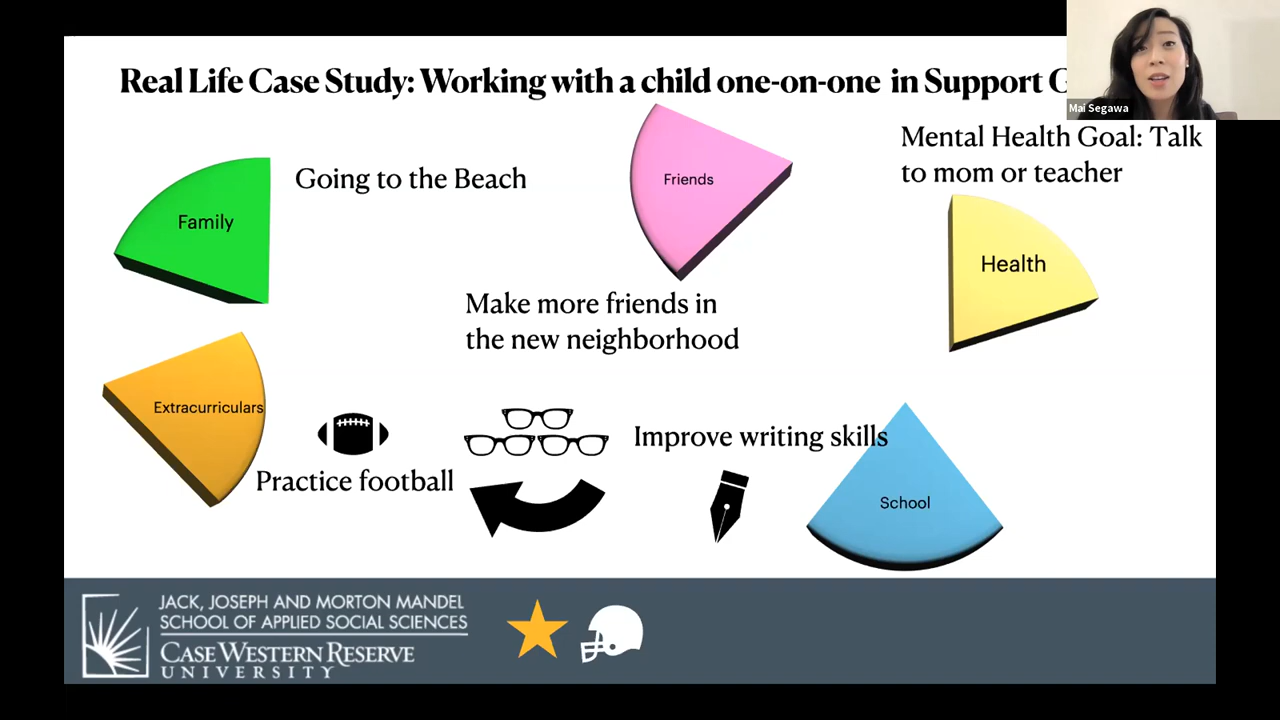 Real Life Case Study: Working with a child one-on-one in Support
Mai Segawa
Going to the Beach
Family
Friends
Mental Health Goal: Talk
to mom or teacher
Health
Make more friends in
the new neighborhood
Extracurriculars
Practice football
Improve writing skills
School
JACK, JOSEPH AND MORTON MANDEL
SCHOOL OF APPLIED SOCIAL SCIENCES
CASE WESTERN RESERVE
UNIVERSITY